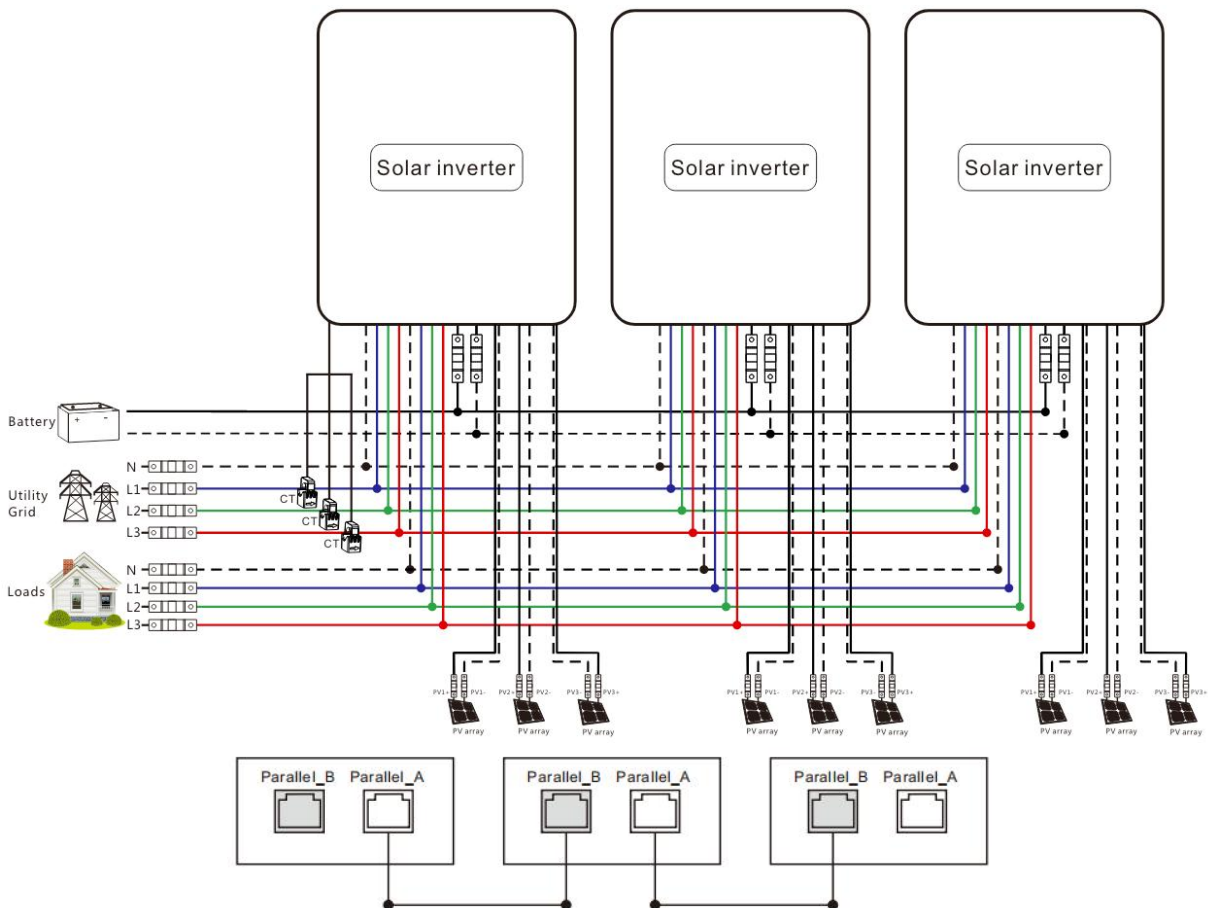 Solar inverter
Solar inverter
Solar inverter
Battery
+ -
Utility
Grid
N
L1
L2
L3
CT
CT
CT
Loads
N
L1
L2
L3
PV1+ PV1- PV2+ PV2- PV3- PV3+
PV1+ PV1- PV2+ PV2- PV3- PV3+
PV1+ PV1- PV2+ PV2- PV3- PV3+
PV array PV array PV array
PV array PV array PV array
PV array PV array PV array
Parallel_B Parallel_A
Parallel_B Parallel_A
Parallel_B Parallel_A